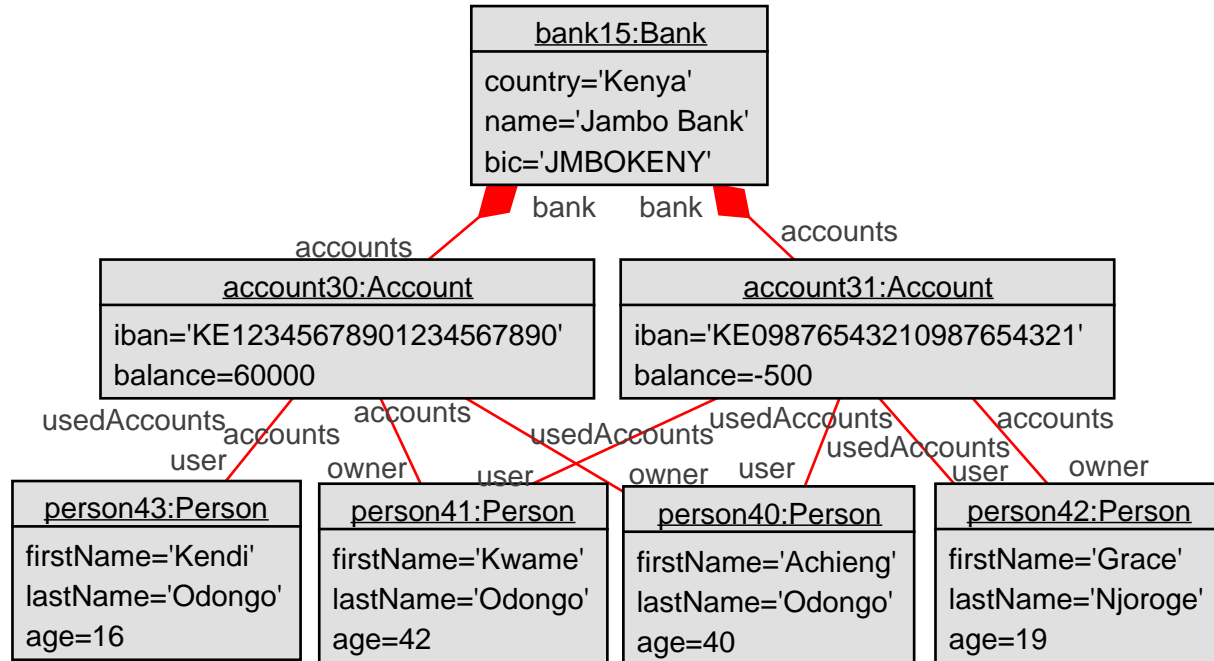 bank15:Bank
country='Kenya'
name='Jambo Bank'
bic='JMBOKENY'
bank
bank
accounts
accounts
account30:Account
iban='KE12345678901234567890'
balance=60000
account31:Account
iban='KE09876543210987654321'
balance=-500
usedAccounts
accounts
accounts
usedAccounts
usedAccounts
usedAccounts
accounts
user
owner
user
owner
user
user
owner
person43:Person
firstName='Kendi'
lastName='Odongo'
age=16
person41:Person
firstName='Kwame'
lastName='Odongo'
age=42
person40:Person
firstName='Achieng'
lastName='Odongo'
age=40
person42:Person
firstName='Grace'
lastName='Njoroge'
age=19